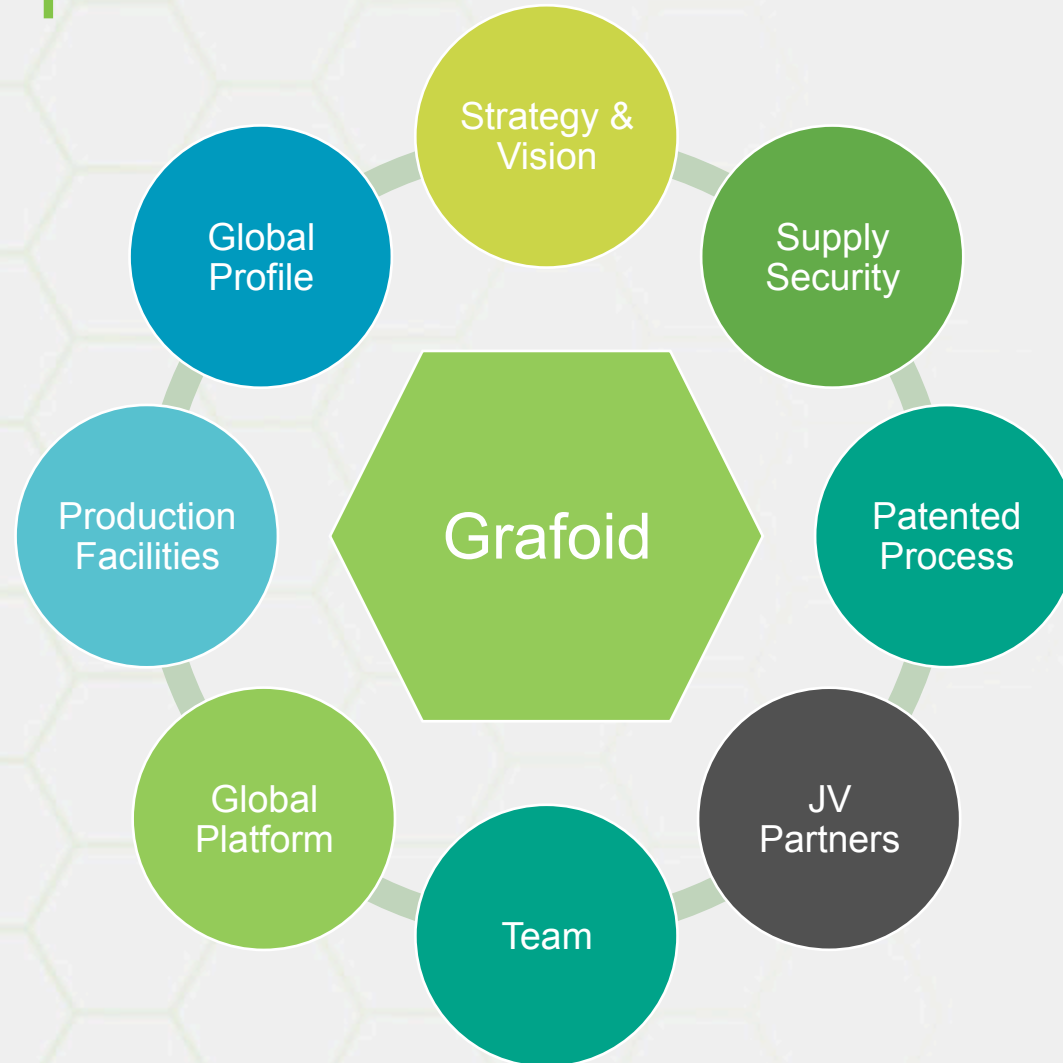 Strategy &
Vision
Supply
Security
Patented
Process
JV
Partners
Team
Global
Platform
Production
Facilities
Global
Profile
Grafoid